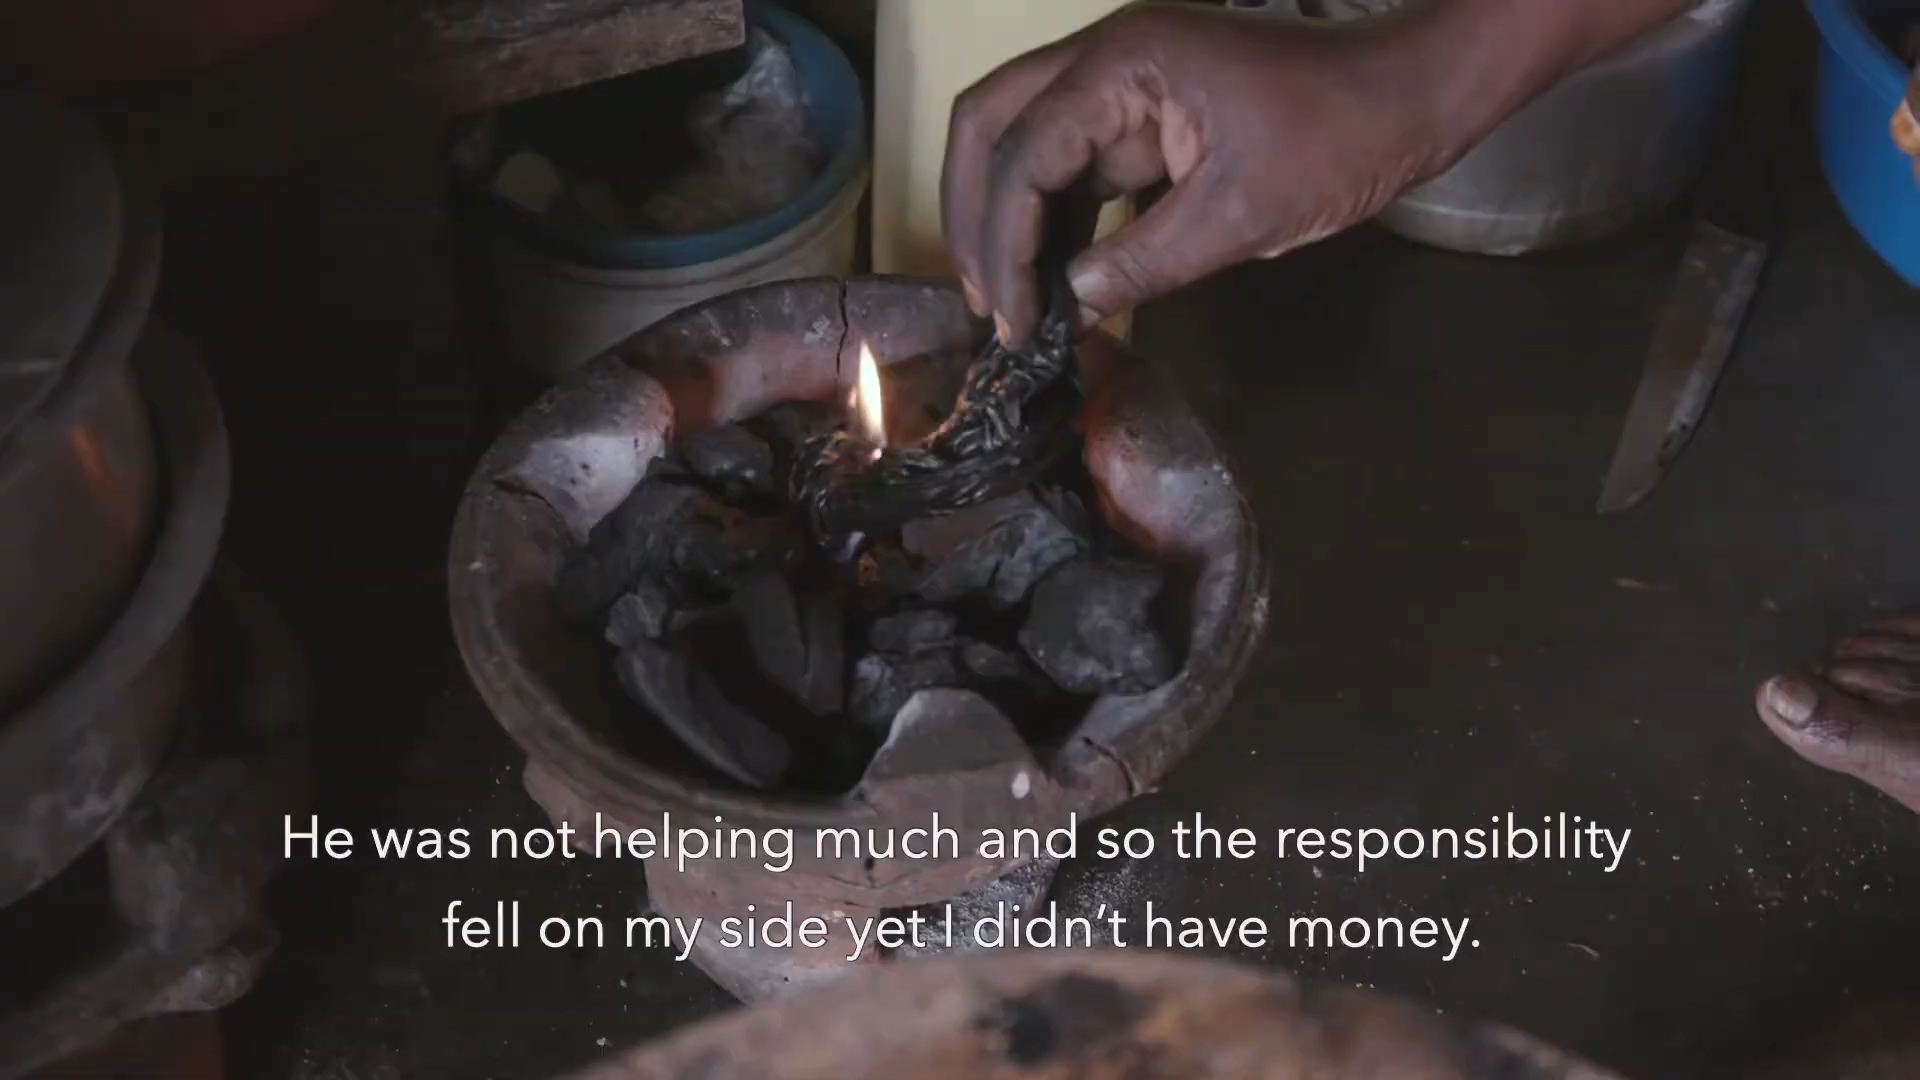 He was not helping much and so the responsibility
fell on my side yet I didn’t have money.